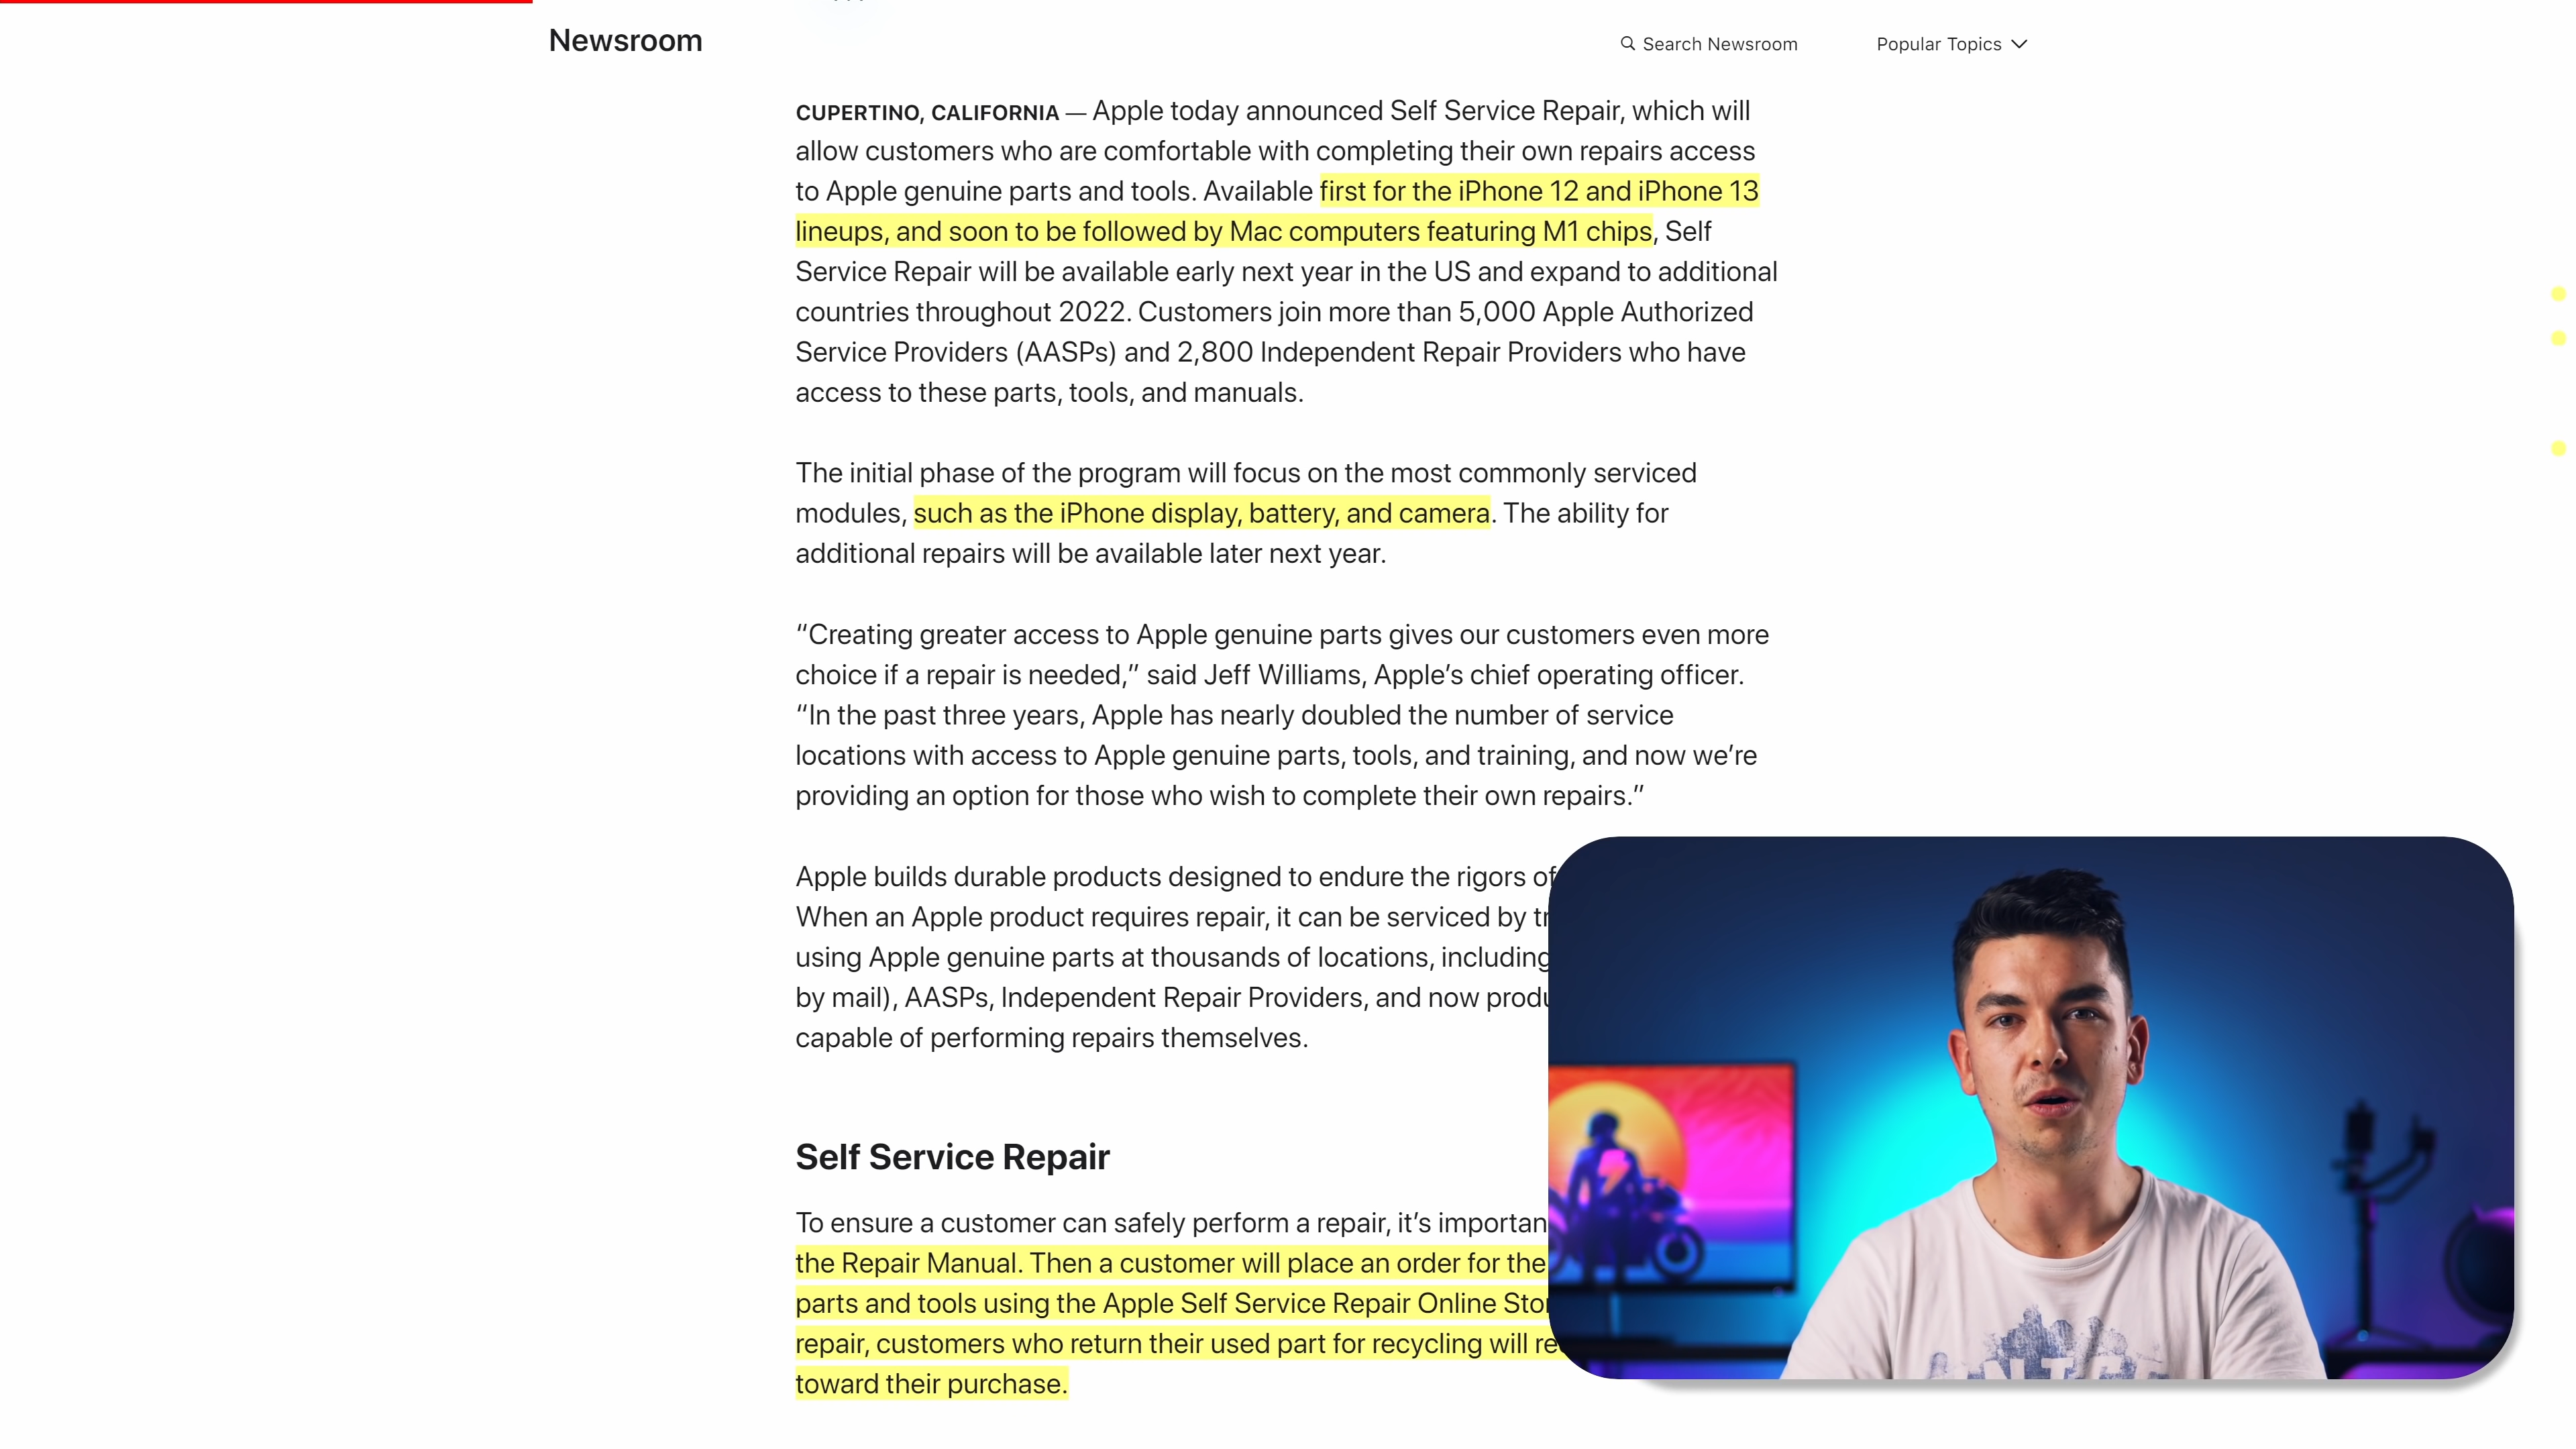 Newsroom
Search Newsroom
Popular Topics
CUPERTINO, CALIFORNIA — Apple today announced Self Service Repair, which will
allow customers who are comfortable with completing their own repairs access
to Apple genuine parts and tools. Available first for the iPhone 12 and iPhone 13
lineups, and soon to be followed by Mac computers featuring M1 chips, Self
Service Repair will be available early next year in the US and expand to additional
countries throughout 2022. Customers join more than 5,000 Apple Authorized
Service Providers (AASPs) and 2,800 Independent Repair Providers who have
access to these parts, tools, and manuals.
The initial phase of the program will focus on the most commonly serviced
modules, such as the iPhone display, battery, and camera. The ability for
additional repairs will be available later next year.
“Creating greater access to Apple genuine parts gives our customers even more
choice if a repair is needed,” said Jeff Williams, Apple’s chief operating officer.
“In the past three years, Apple has nearly doubled the number of service
locations with access to Apple genuine parts, tools, and training, and now we’re
providing an option for those who wish to complete their own repairs.”
Apple builds durable products designed to endure the rigors of
When an Apple product requires repair, it can be serviced by
using Apple genuine parts at thousands of locations, including
by mail), AASPs, Independent Repair Providers, and now
capable of performing repairs themselves.
Self Service Repair
To ensure a customer can safely perform a repair, it’s
the Repair Manual. Then a customer will place an order for the
parts and tools using the Apple Self Service Repair Online
repair, customers who return their used part for recycling will
toward their purchase.